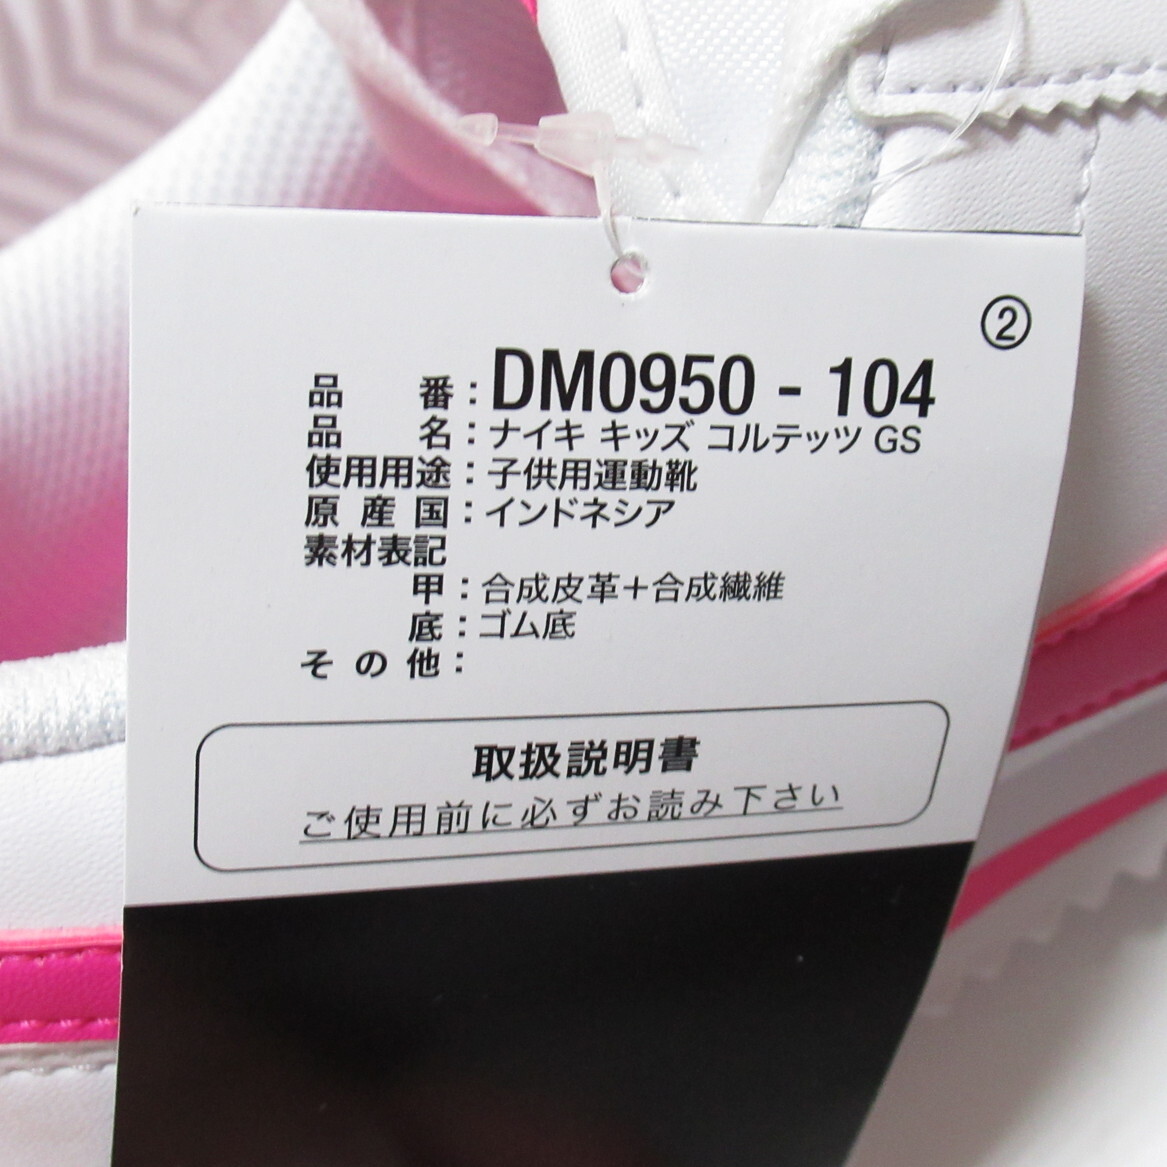 ②
品番：DM0950 - 104
品名：ナイキ キッズ コルテッツ GS
使用用途：子供用運動靴
原産国：インドネシア
素材表記
甲：合成皮革＋合成繊維
底：ゴム底
その他：
取扱説明書
ご使用前に必ずお読み下さい